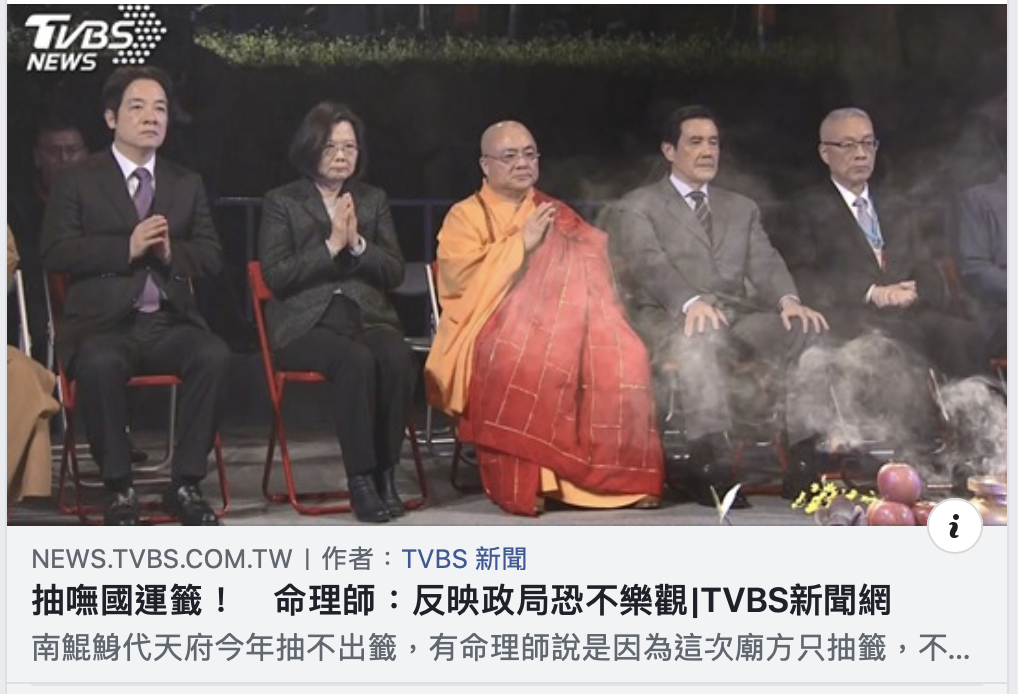 TVBS
NEWS
NEWS.TVBS.COM.TW | 作者：TVBS 新聞
抽嘸國運籤！　命理師：反映政局恐不樂觀|TVBS新聞網
南鯤鯓代天府今年抽不出籤，有命理師說是因為這次廟方只抽籤，不...
i